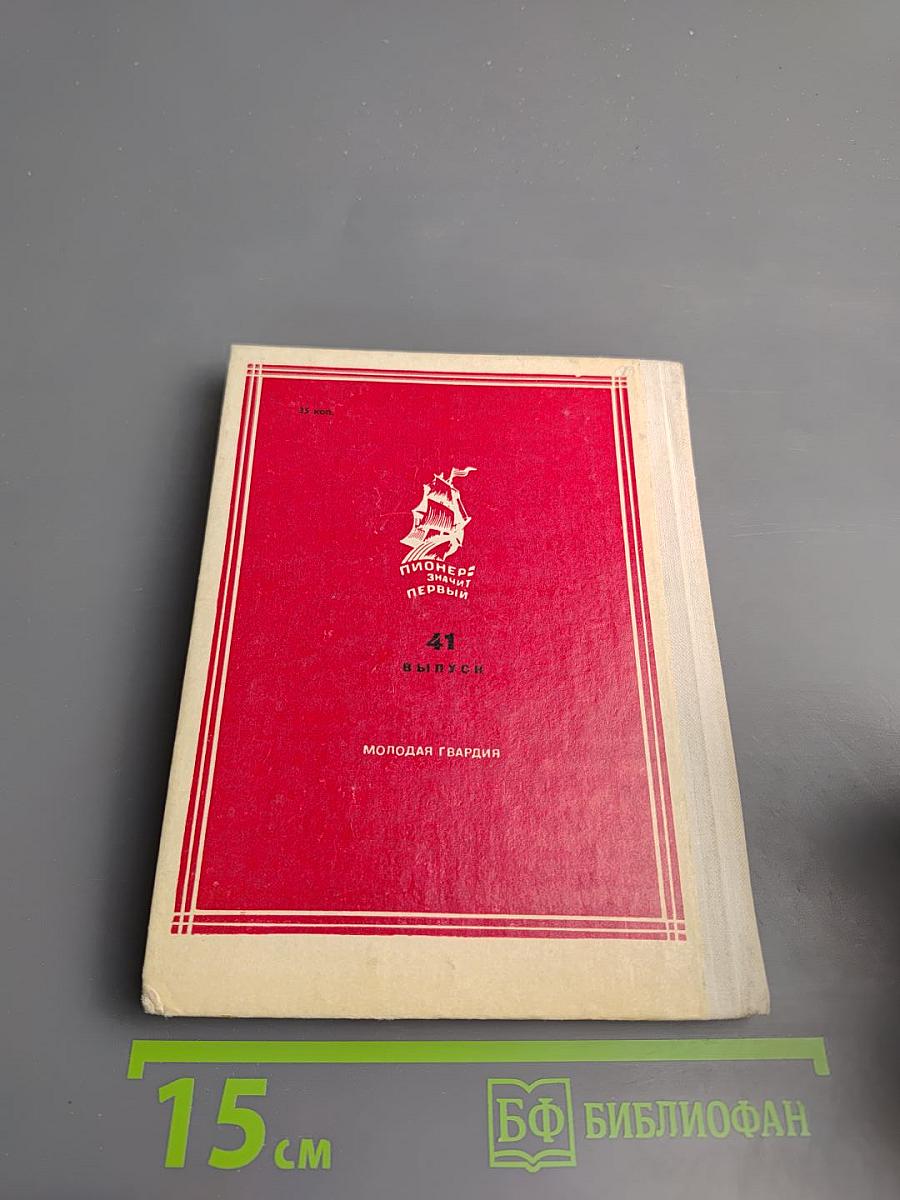 35 коп.
ПИОНЕР-
ЗНАЧИТ
ПЕРВЫЙ
41
ВЫПУСК
МОЛОДАЯ ГВАРДИЯ
15 см
БФ БИБЛИОФАН